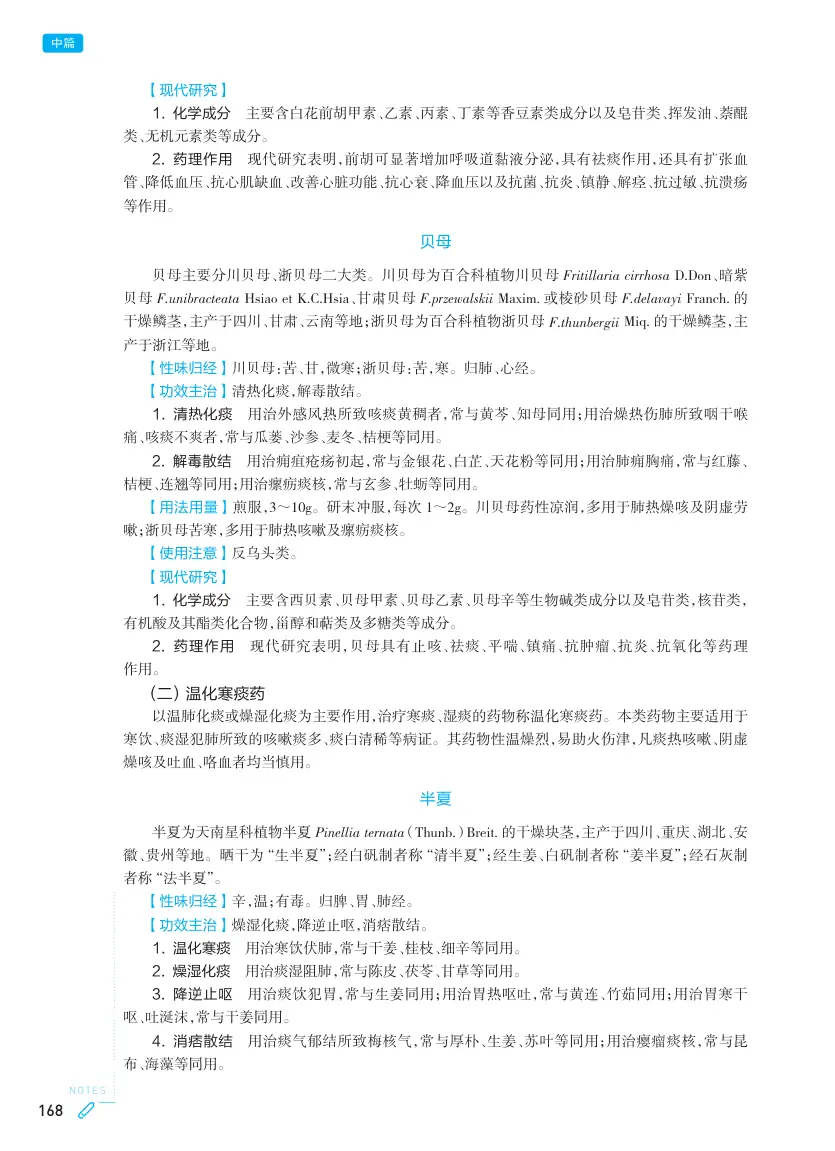 中篇
【现代研究】
1. 化学成分　主要含白花前胡甲素、乙素、丙素、丁素等香豆素类成分以及皂苷类、挥发油、萘醌
类、无机元素类等成分。
2. 药理作用　现代研究表明,前胡可显著增加呼吸道黏液分泌,具有祛痰作用,还具有扩张血
管、降低血压、抗心肌缺血、改善心脏功能、抗心衰、降血压以及抗菌、抗炎、镇静、解痉、抗过敏、抗溃疡
等作用。
贝母
贝母主要分川贝母、浙贝母二大类。川贝母为百合科植物川贝母 Fritillaria cirrhosa D.Don、暗紫
贝母 F.unibracteata Hsiao et K.C.Hsia、甘肃贝母 F.przewalskii Maxim. 或棱砂贝母 F.delavayi Franch. 的
干燥鳞茎,主产于四川、甘肃、云南等地;浙贝母为百合科植物浙贝母 F.thunbergii Miq. 的干燥鳞茎,主
产于浙江等地。
【性味归经】川贝母:苦、甘,微寒;浙贝母:苦,寒。归肺、心经。
【功效主治】清热化痰,解毒散结。
1. 清热化痰　用治外感风热所致咳痰黄稠者,常与黄芩、知母同用;用治燥热伤肺所致咽干喉
痛、咳痰不爽者,常与瓜蒌、沙参、麦冬、桔梗等同用。
2. 解毒散结　用治痈疽疮疡初起,常与金银花、白芷、天花粉等同用;用治肺痈胸痛,常与红藤、
桔梗、连翘等同用;用治瘰疬痰核,常与玄参、牡蛎等同用。
【用法用量】煎服,3～10g。研末冲服,每次 1～2g。川贝母药性凉润,多用于肺热燥咳及阴虚劳
嗽;浙贝母苦寒,多用于肺热咳嗽及瘰疬痰核。
【使用注意】反乌头类。
【现代研究】
1. 化学成分　主要含西贝素、贝母甲素、贝母乙素、贝母辛等生物碱类成分以及皂苷类,核苷类,
有机酸及其酯类化合物,甾醇和萜类及多糖类等成分。
2. 药理作用　现代研究表明,贝母具有止咳、祛痰、平喘、镇痛、抗肿瘤、抗炎、抗氧化等药理
作用。
（二）温化寒痰药
以温肺化痰或燥湿化痰为主要作用,治疗寒痰、湿痰的药物称温化寒痰药。本类药物主要适用于
寒饮、痰湿犯肺所致的咳嗽痰多、痰白清稀等病证。其药物性温燥烈,易助火伤津,凡痰热咳嗽、阴虚
燥咳及吐血、咯血者均当慎用。
半夏
半夏为天南星科植物半夏 Pinellia ternata（Thunb.）Breit. 的干燥块茎,主产于四川、重庆、湖北、安
徽、贵州等地。晒干为 “生半夏”;经白矾制者称 “清半夏”;经生姜、白矾制者称 “姜半夏”;经石灰制
者称 “法半夏”。
【性味归经】辛,温;有毒。归脾、胃、肺经。
【功效主治】燥湿化痰,降逆止呕,消痞散结。
1. 温化寒痰　用治寒饮伏肺,常与干姜、桂枝、细辛等同用。
2. 燥湿化痰　用治痰湿阻肺,常与陈皮、茯苓、甘草等同用。
3. 降逆止呕　用治痰饮犯胃,常与生姜同用;用治胃热呕吐,常与黄连、竹茹同用;用治胃寒干
呕、吐涎沫,常与干姜同用。
4. 消痞散结　用治痰气郁结所致梅核气,常与厚朴、生姜、苏叶等同用;用治瘿瘤痰核,常与昆
布、海藻等同用。
NOTES
168